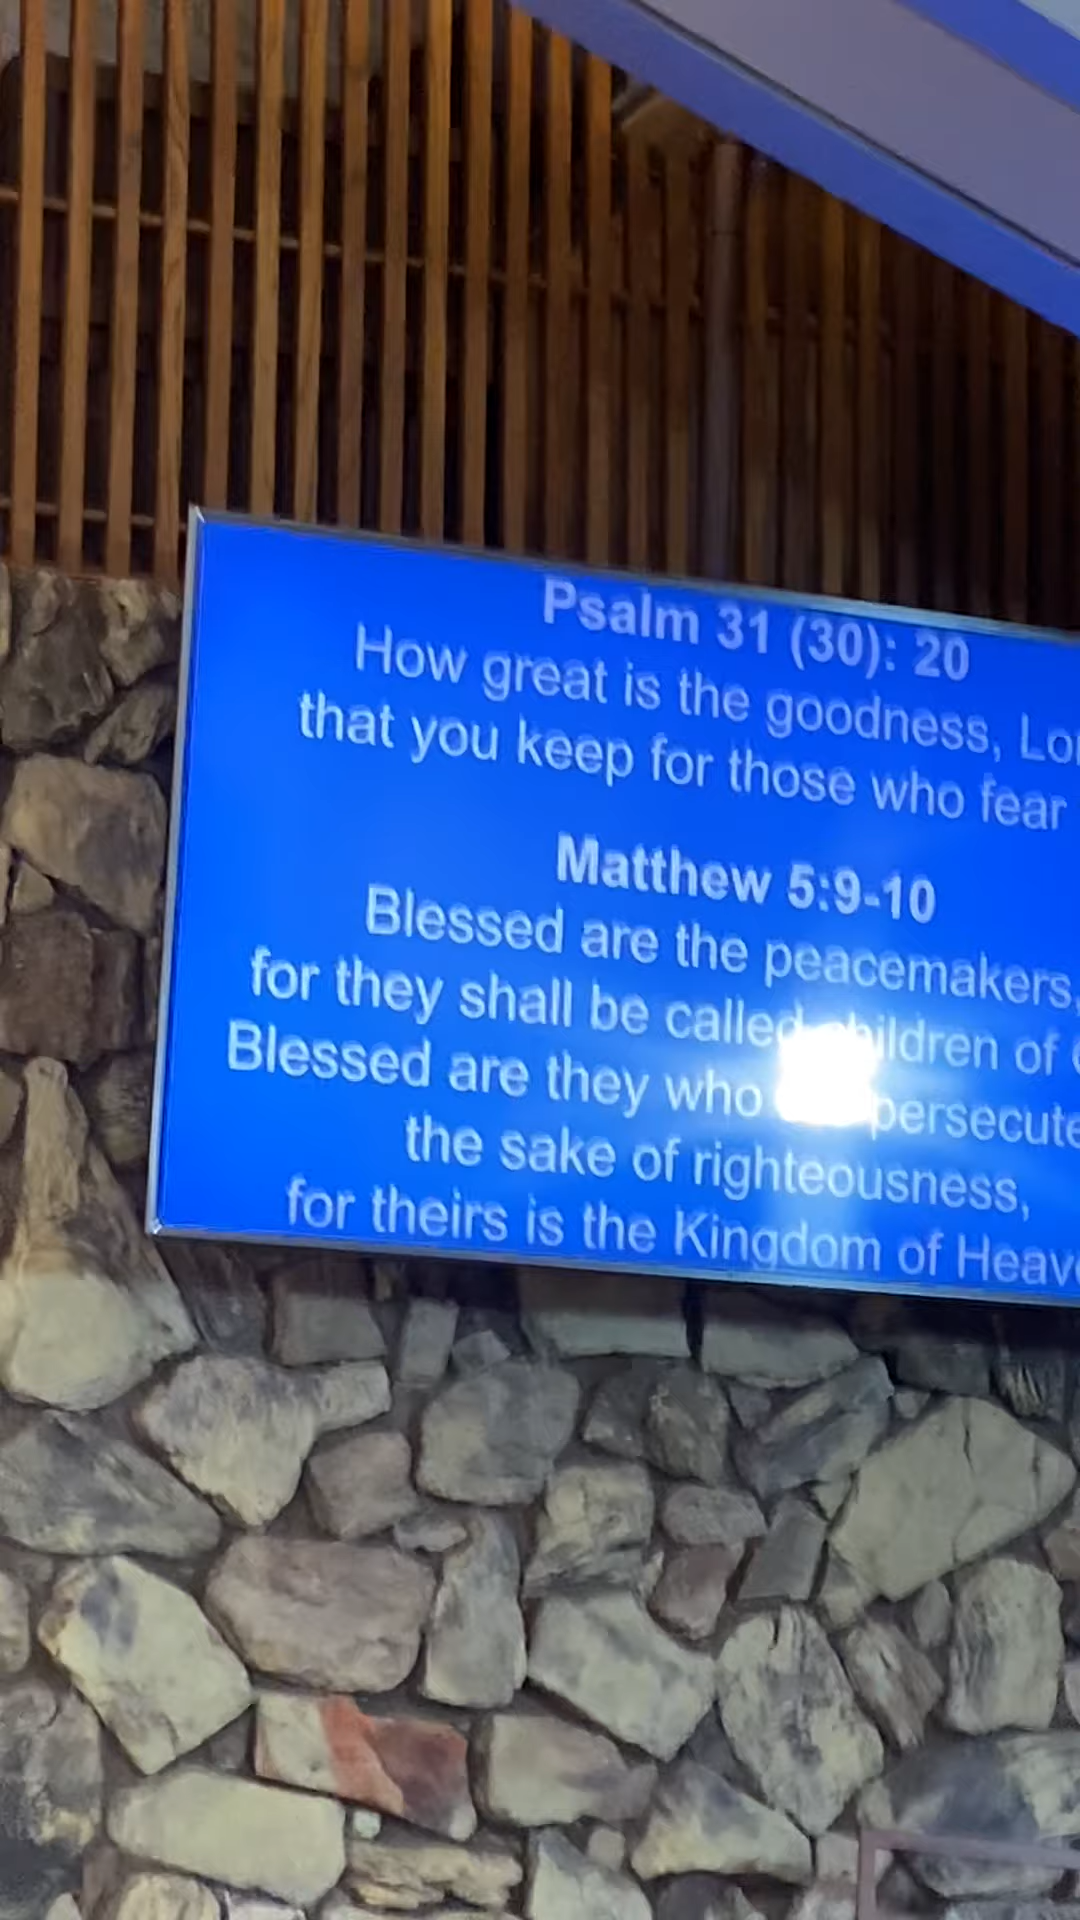 Psalm 31 (30): 20
How great is the goodness,
that you keep for those who fear
Matthew 5:9-10
Blessed are the peacemakers,
for they shall be called children of
Blessed are they who persecute
the sake of righteousness,
for theirs is the Kingdom of